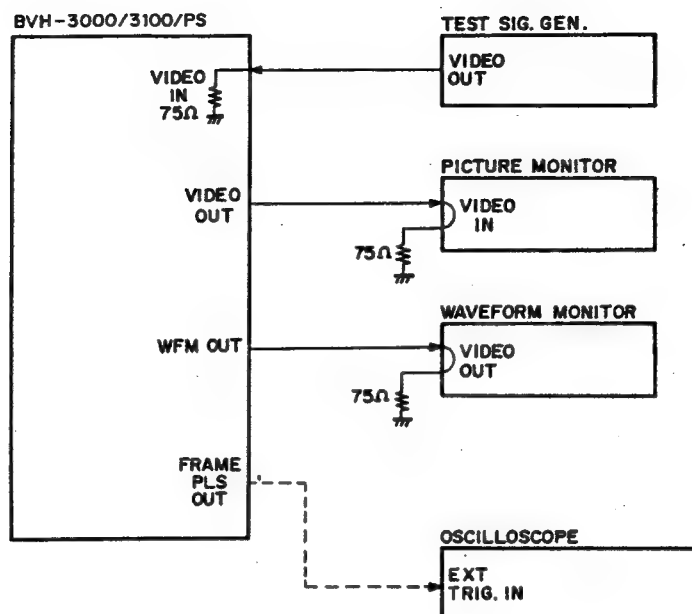 BVH-3000/3100/PS
TEST SIG. GEN.
VIDEO
IN
75Ω
VIDEO
OUT
PICTURE MONITOR
VIDEO
OUT
VIDEO
IN
75Ω
WAVEFORM MONITOR
WFM OUT
VIDEO
OUT
75Ω
FRAME
PLS
OUT
OSCILLOSCOPE
EXT
TRIG. IN